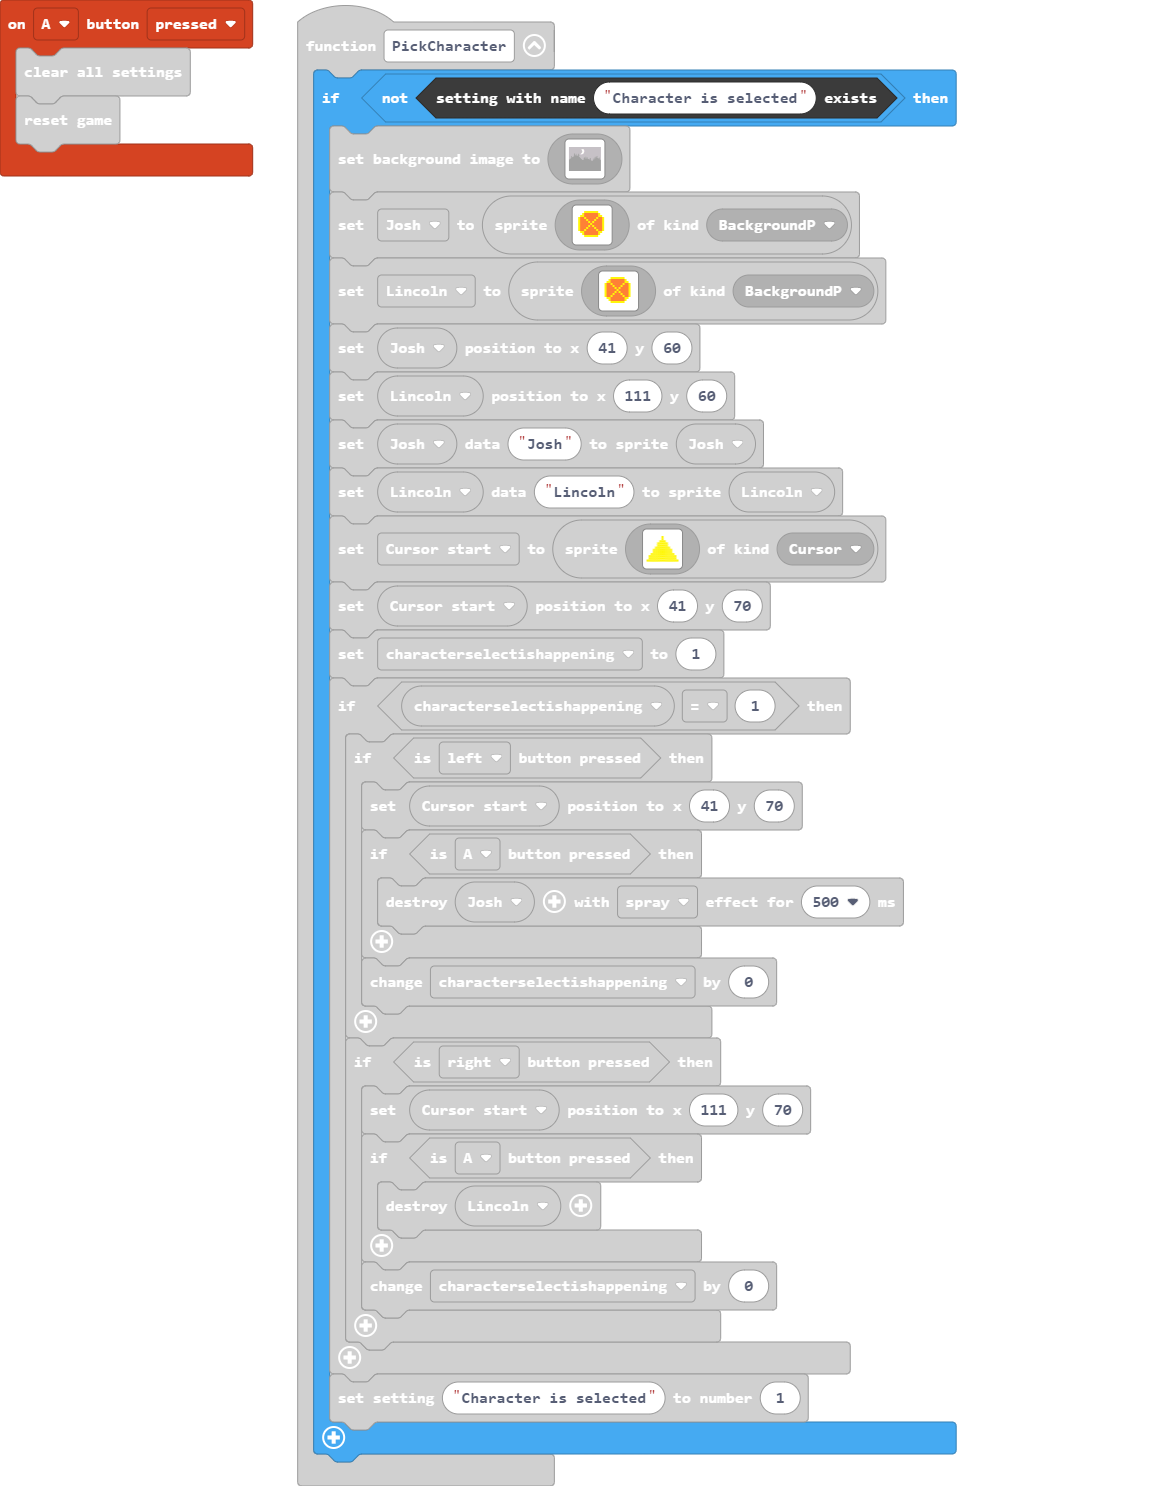 on A button pressed
clear all settings
reset game
function PickCharacter
if not setting with name "Character is selected" exists then
set background image to
set Josh to sprite of kind BackgroundP
set Lincoln to sprite of kind BackgroundP
set Josh position to x 41 y 60
set Lincoln position to x 111 y 60
set Josh data "Josh" to sprite Josh
set Lincoln data "Lincoln" to sprite Lincoln
set Cursor start to sprite of kind Cursor
set Cursor start position to x 41 y 70
set characterselectishappening to 1
if characterselectishappening = 1 then
if is left button pressed then
set Cursor start position to x 41 y 70
if is A button pressed then
destroy Josh with spray effect for 500 ms
change characterselectishappening by 0
if is right button pressed then
set Cursor start position to x 111 y 70
if is A button pressed then
destroy Lincoln
change characterselectishappening by 0
set setting "Character is selected" to number 1